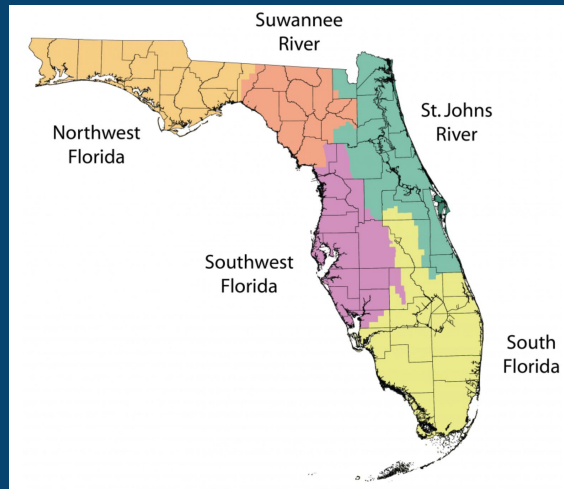 Suwannee
River
St. Johns
River
Northwest
Florida
Southwest
Florida
South
Florida